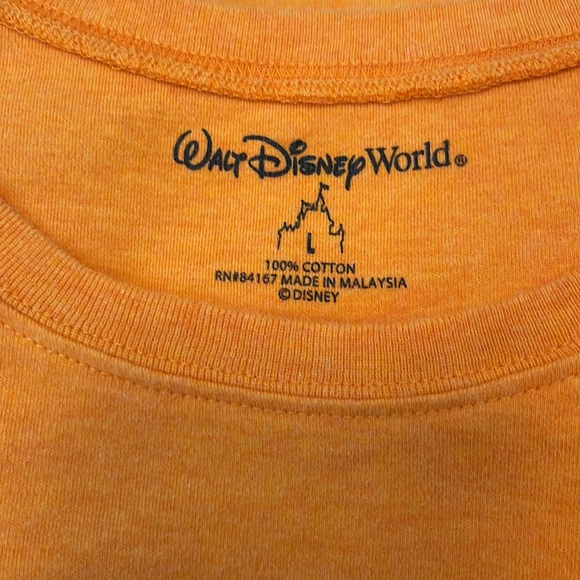 WALT DISNEY World®
L
100% COTTON
RN#84167 MADE IN MALAYSIA
© DISNEY